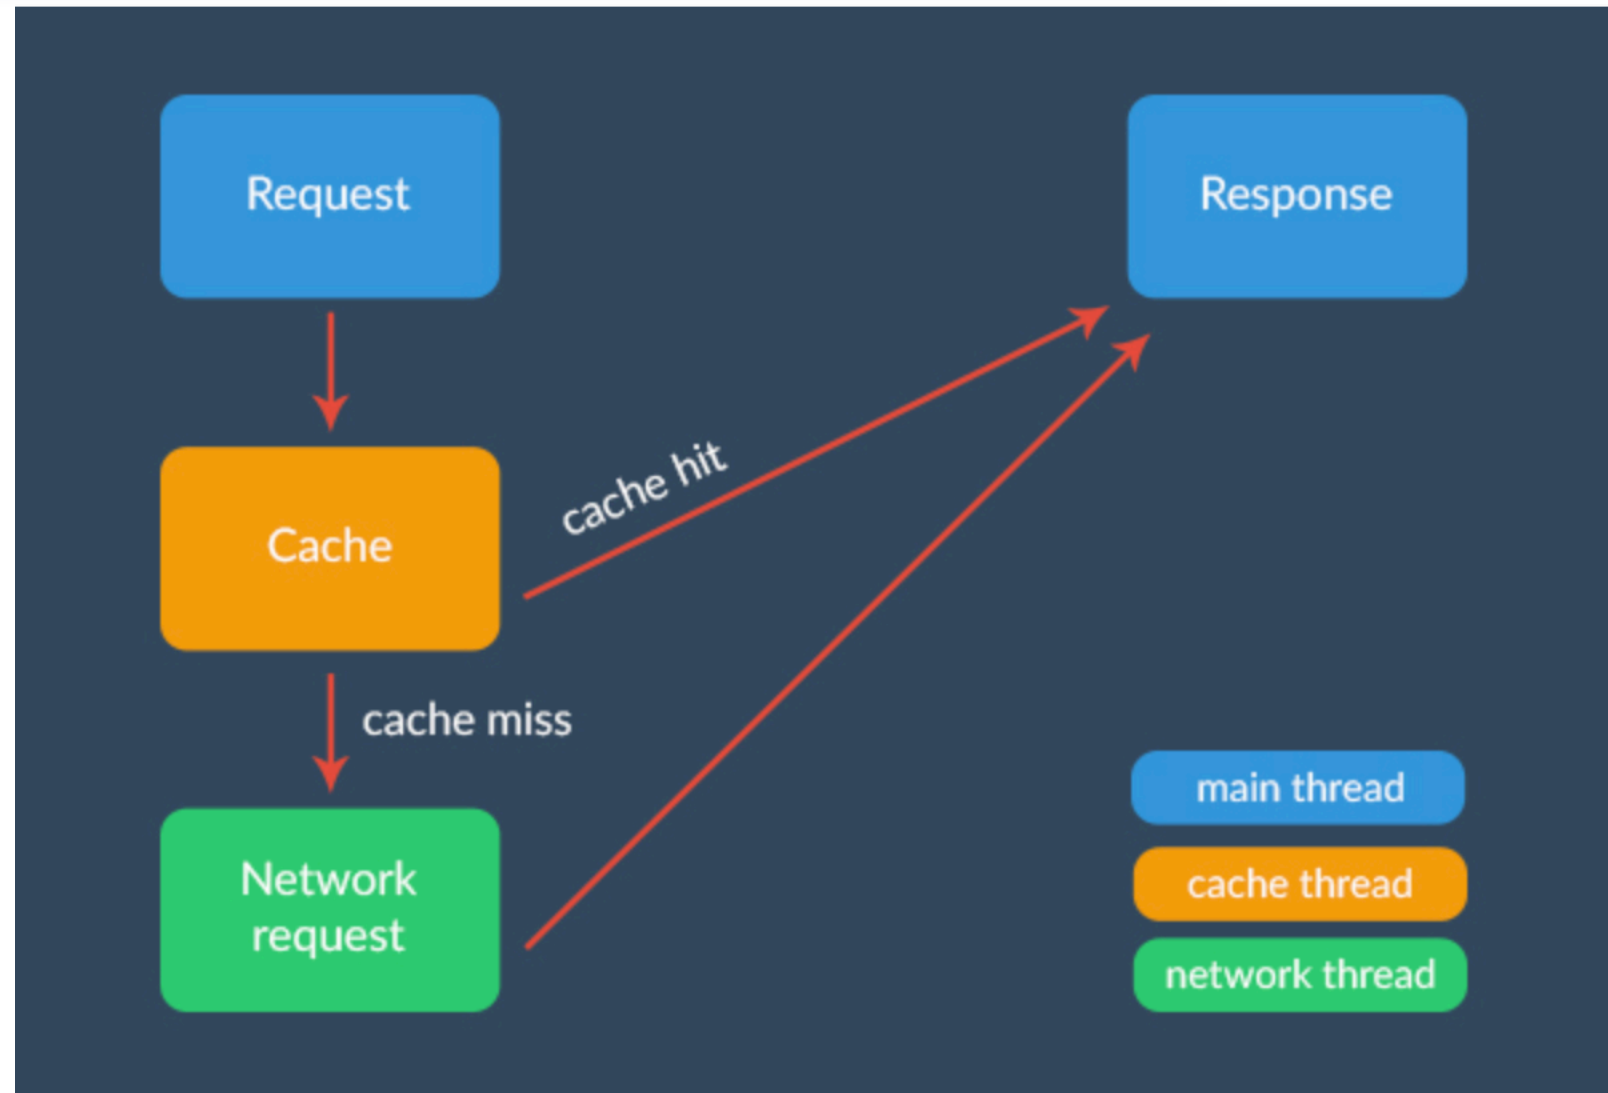 Request
Response
cache hit
Cache
cache miss
Network
request
main thread
cache thread
network thread